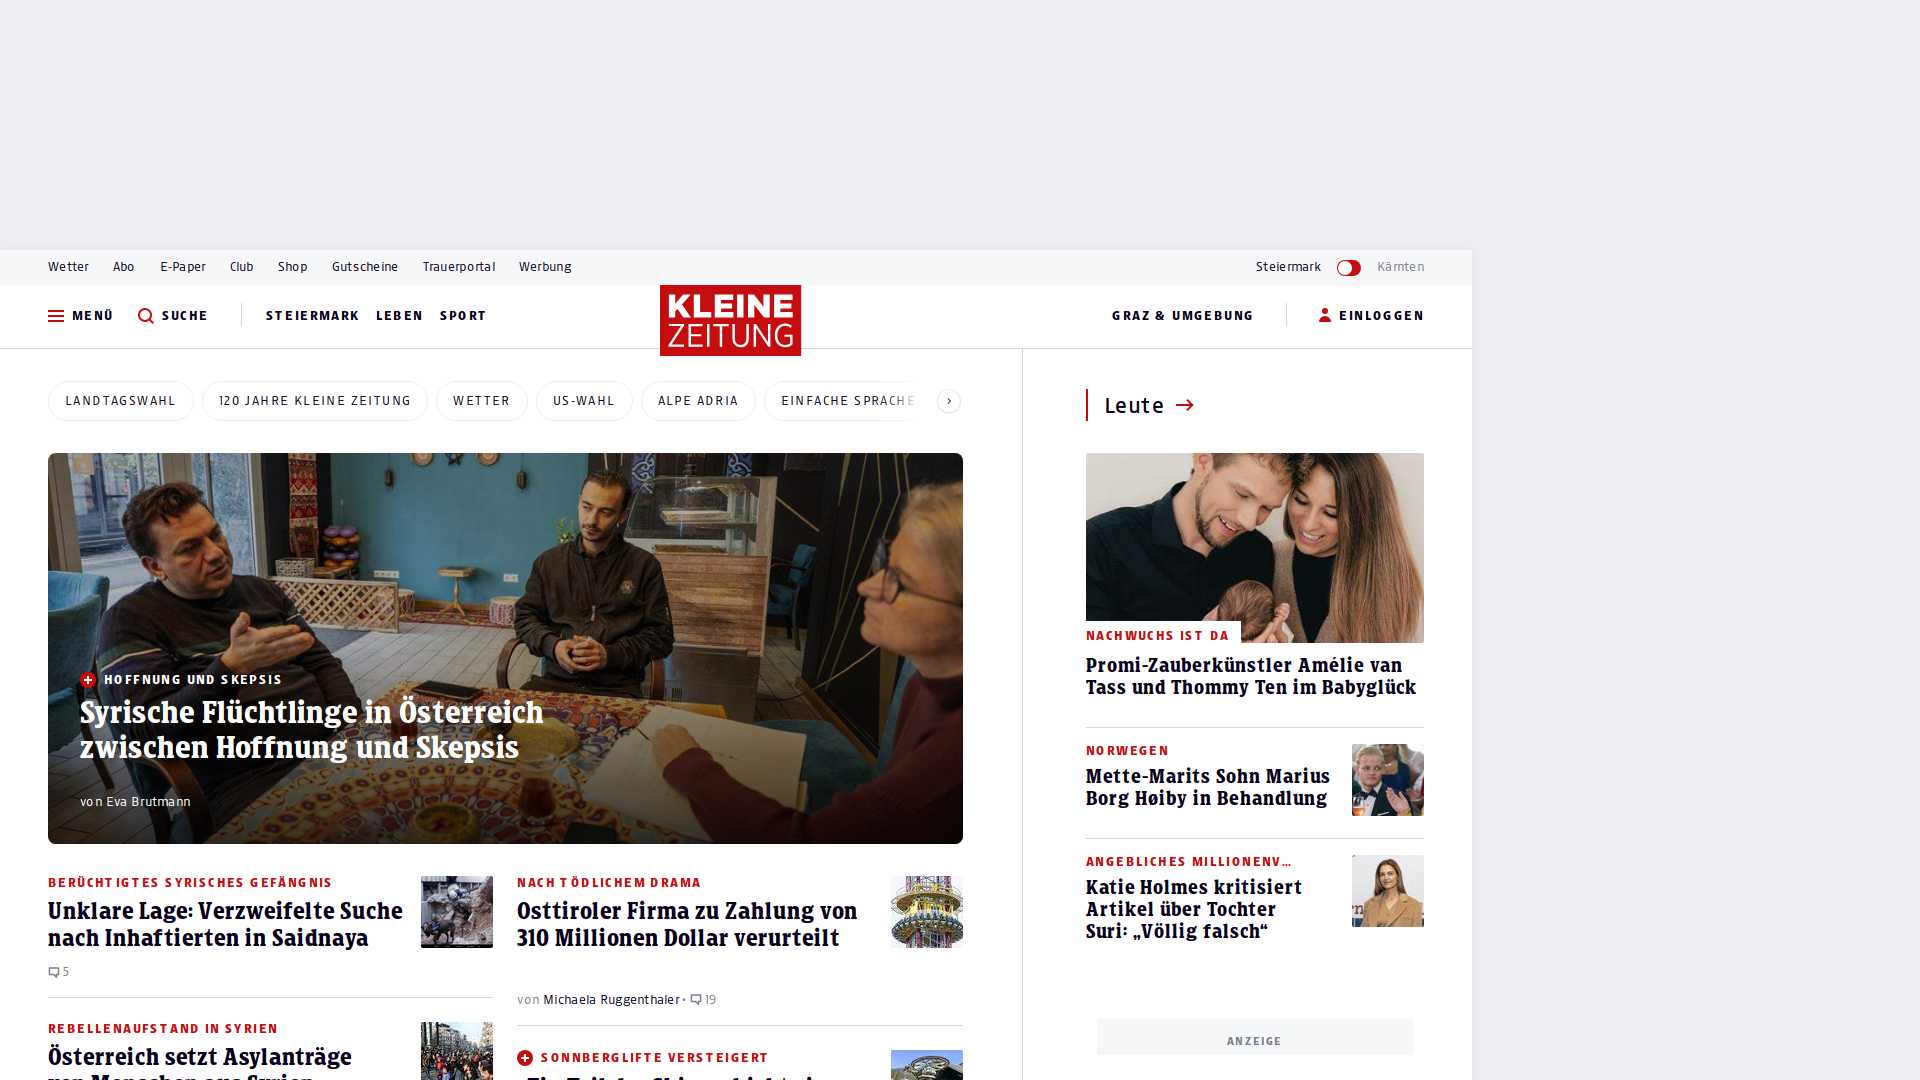 Wetter Abo E-Paper Club Shop Gutscheine Trauerportal Werbung Steiermark Kärnten
MENÜ SUCHE STEIERMARK LEBEN SPORT KLEINE ZEITUNG GRAZ & UMGEBUNG EINLOGGEN
LANDTAGSWAHL 120 JAHRE KLEINE ZEITUNG WETTER US-WAHL ALPE ADRIA EINFACHE SPRACHE
HOFFNUNG UND SKEPSIS
Syrische Flüchtlinge in Österreich
zwischen Hoffnung und Skepsis
von Eva Brutmann
BERÜCHTIGTES SYRISCHES GEFÄNGNIS
Unklare Lage: Verzweifelte Suche
nach Inhaftierten in Saidnaya
5
REBELLENAUFSTAND IN SYRIEN
Österreich setzt Asylanträge
von Menschen aus Syrien
NACH TÖDLICHEM DRAMA
Osttiroler Firma zu Zahlung von
310 Millionen Dollar verurteilt
von Michaela Ruggenthaler • 19
SONNBERGLIFTE VERSTEIGERT
Leute
NACHWUCHS IST DA
Promi-Zauberkünstler Amélie van
Tass und Thommy Ten im Babyglück
NORWEGEN
Mette-Marits Sohn Marius
Borg Høiby in Behandlung
ANGEBLICHES MILLIONENV...
Katie Holmes kritisiert
Artikel über Tochter
Suri: „Völlig falsch“
ANZEIGE